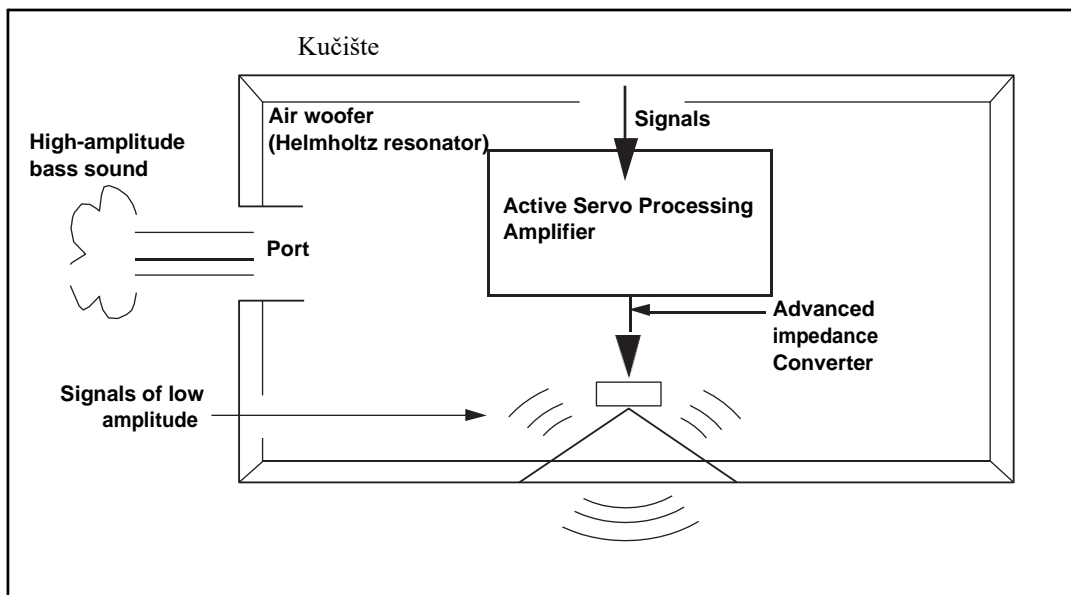 Kučište
Air woofer
(Helmholtz resonator)
Signals
High-amplitude
bass sound
Active Servo Processing
Amplifier
Port
Advanced
impedance
Converter
Signals of low
amplitude